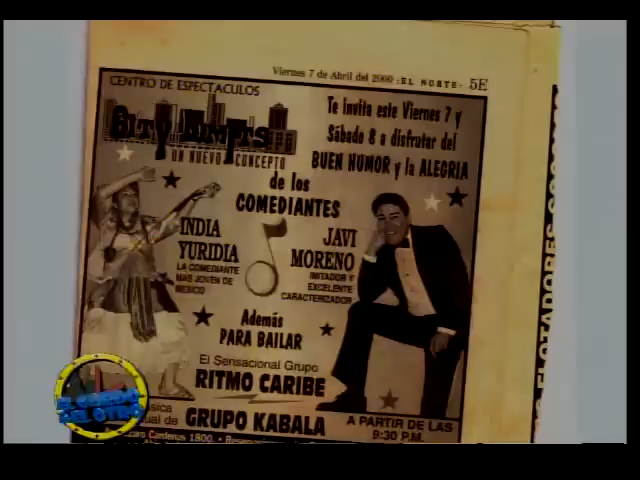 Viernes 7 de Abril del 2000 · EL NORTE · 5E
CENTRO DE ESPECTACULOS
CITY LIMITS
UN NUEVO CONCEPTO
Te invita este Viernes 7 y
Sábado 8 a disfrutar del
BUEN HUMOR y la ALEGRIA
de los
COMEDIANTES
INDIA
YURIDIA
LA COMEDIANTE
MAS JOVEN DE
MEXICO
JAVI
MORENO
IMITADOR Y
EXCELENTE
CARACTERIZADOR
Además
PARA BAILAR
El Sensacional Grupo
RITMO CARIBE
GRUPO KABALA
A PARTIR DE LAS
9:30 P.M.
Cardenas 1800.